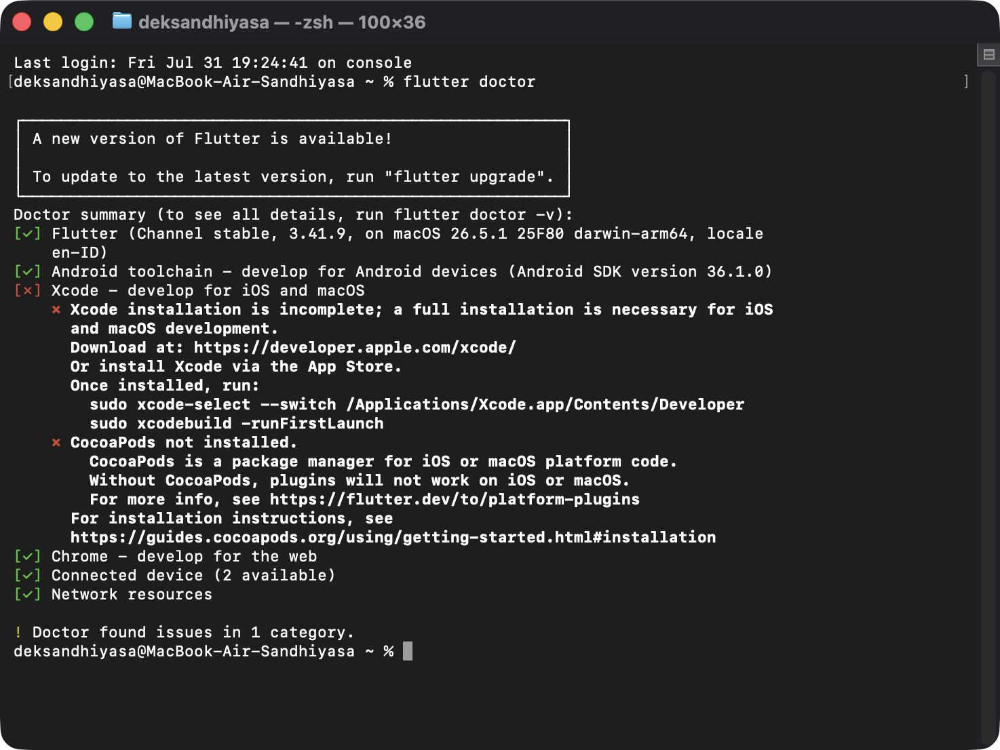 deksandhiyasa — -zsh — 100×36
Last login: Fri Jul 31 19:24:41 on console
[deksandhiyasa@MacBook-Air-Sandhiyasa ~ % flutter doctor ]
A new version of Flutter is available!
To update to the latest version, run "flutter upgrade".
Doctor summary (to see all details, run flutter doctor -v):
[✓] Flutter (Channel stable, 3.41.9, on macOS 26.5.1 25F80 darwin-arm64, locale
en-ID)
[✓] Android toolchain - develop for Android devices (Android SDK version 36.1.0)
[✗] Xcode - develop for iOS and macOS
✗ Xcode installation is incomplete; a full installation is necessary for iOS
and macOS development.
Download at: https://developer.apple.com/xcode/
Or install Xcode via the App Store.
Once installed, run:
sudo xcode-select --switch /Applications/Xcode.app/Contents/Developer
sudo xcodebuild -runFirstLaunch
✗ CocoaPods not installed.
CocoaPods is a package manager for iOS or macOS platform code.
Without CocoaPods, plugins will not work on iOS or macOS.
For more info, see https://flutter.dev/to/platform-plugins
For installation instructions, see
https://guides.cocoapods.org/using/getting-started.html#installation
[✓] Chrome - develop for the web
[✓] Connected device (2 available)
[✓] Network resources
! Doctor found issues in 1 category.
deksandhiyasa@MacBook-Air-Sandhiyasa ~ %